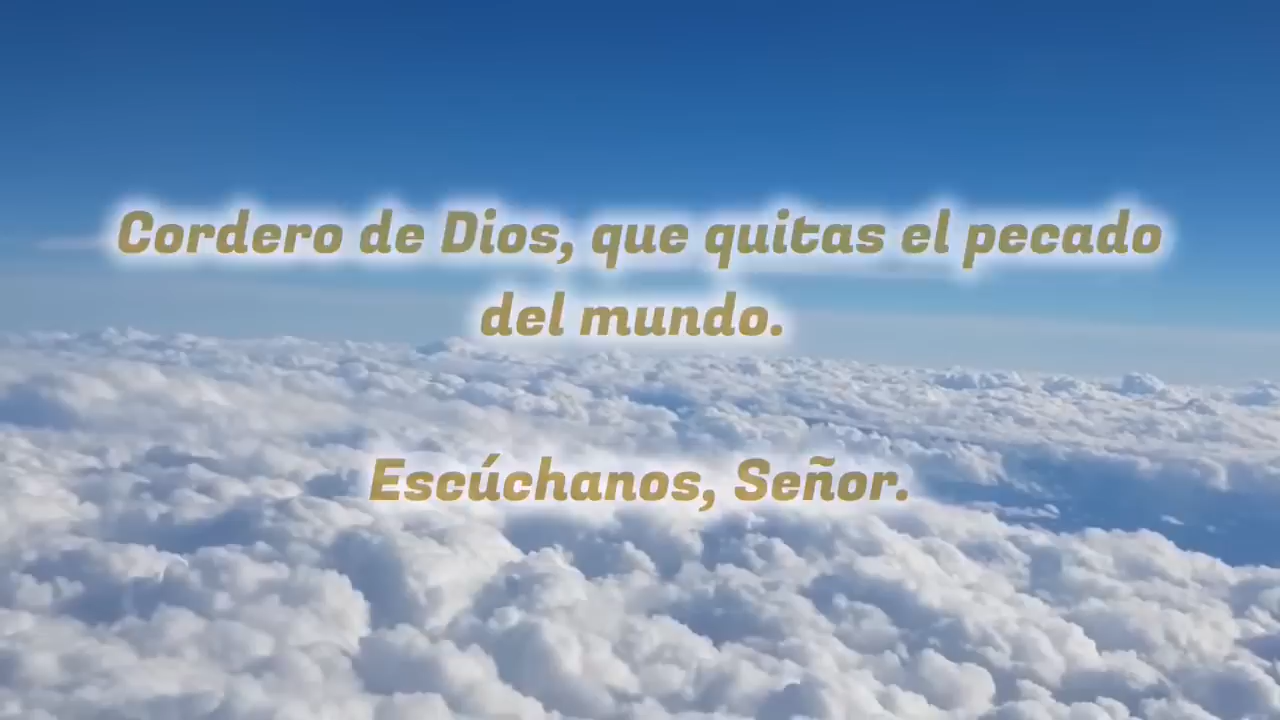 Cordero de Dios, que quitas el pecado
del mundo.
Escúchanos, Señor.